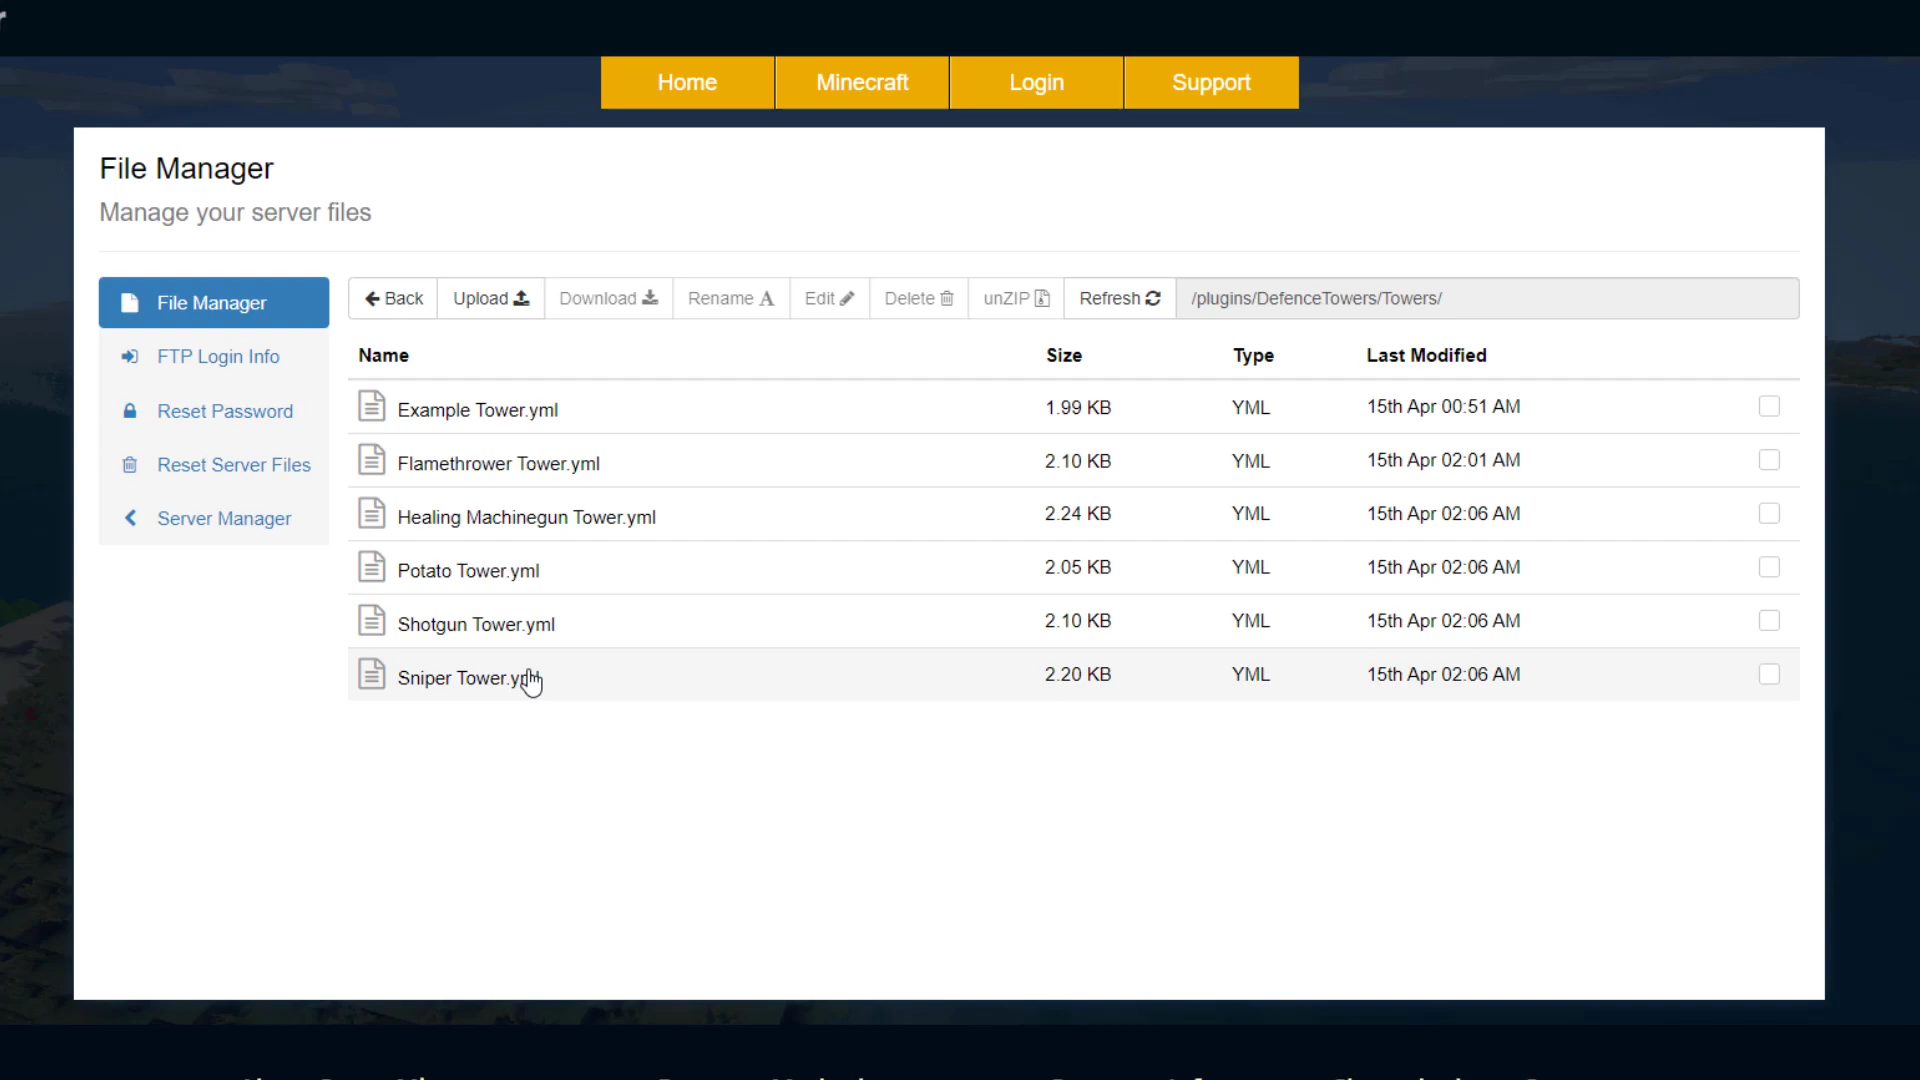 Home Minecraft Login Support
File Manager
Manage your server files
File Manager
FTP Login Info
Reset Password
Reset Server Files
Server Manager
Back Upload Download Rename Edit Delete unZIP Refresh /plugins/DefenceTowers/Towers/
Name Size Type Last Modified
Example Tower.yml 1.99 KB YML 15th Apr 00:51 AM
Flamethrower Tower.yml 2.10 KB YML 15th Apr 02:01 AM
Healing Machinegun Tower.yml 2.24 KB YML 15th Apr 02:06 AM
Potato Tower.yml 2.05 KB YML 15th Apr 02:06 AM
Shotgun Tower.yml 2.10 KB YML 15th Apr 02:06 AM
Sniper Tower.yml 2.20 KB YML 15th Apr 02:06 AM